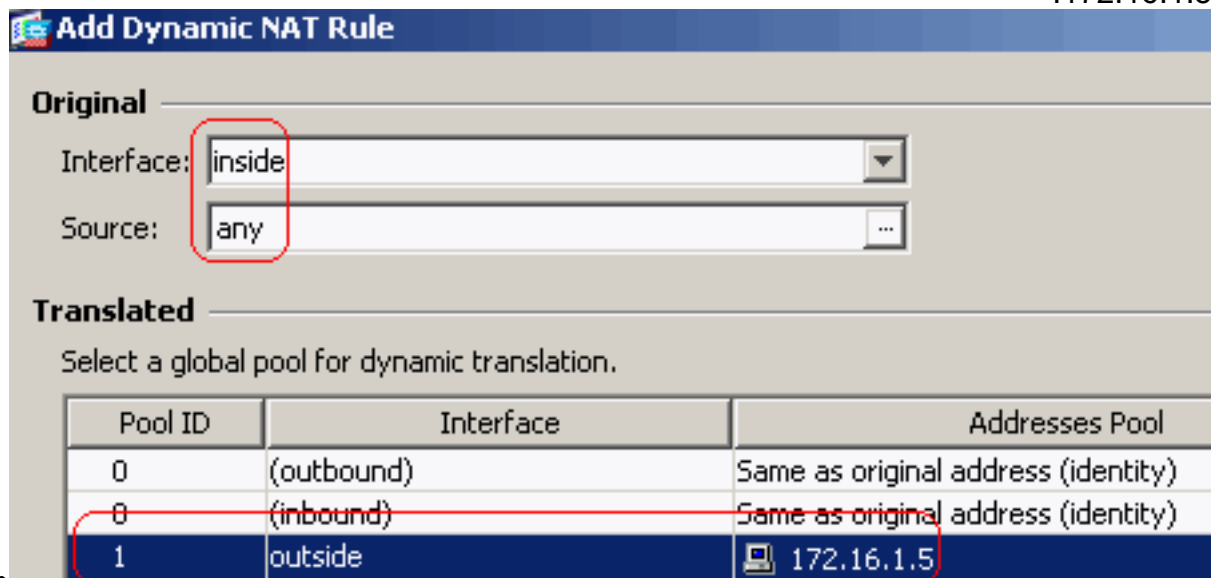 Add Dynamic NAT Rule
Original
Interface: inside
Source: any ...
Translated
Select a global pool for dynamic translation.
Pool ID Interface Addresses Pool
0 (outbound) Same as original address (identity)
0 (inbound) Same as original address (identity)
1 outside 172.16.1.5